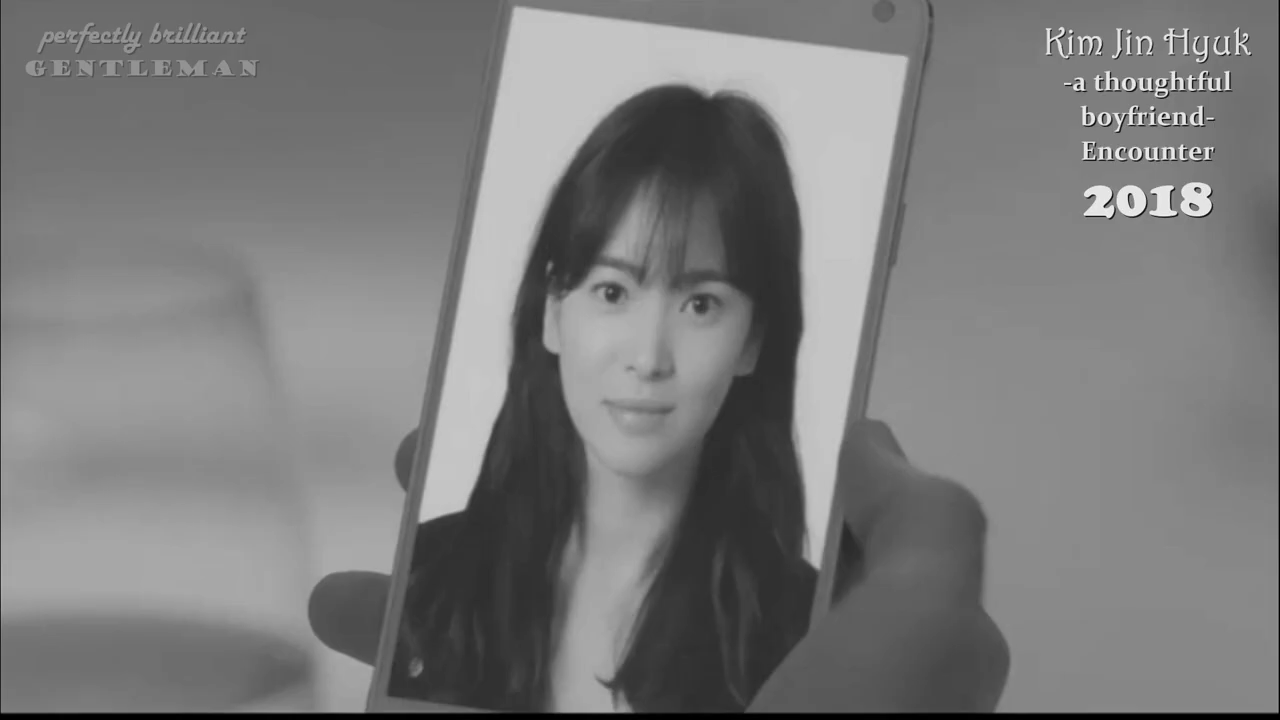 perfectly brilliant
GENTLEMAN
Kim Jin Hyuk
-a thoughtful
boyfriend-
Encounter
2018